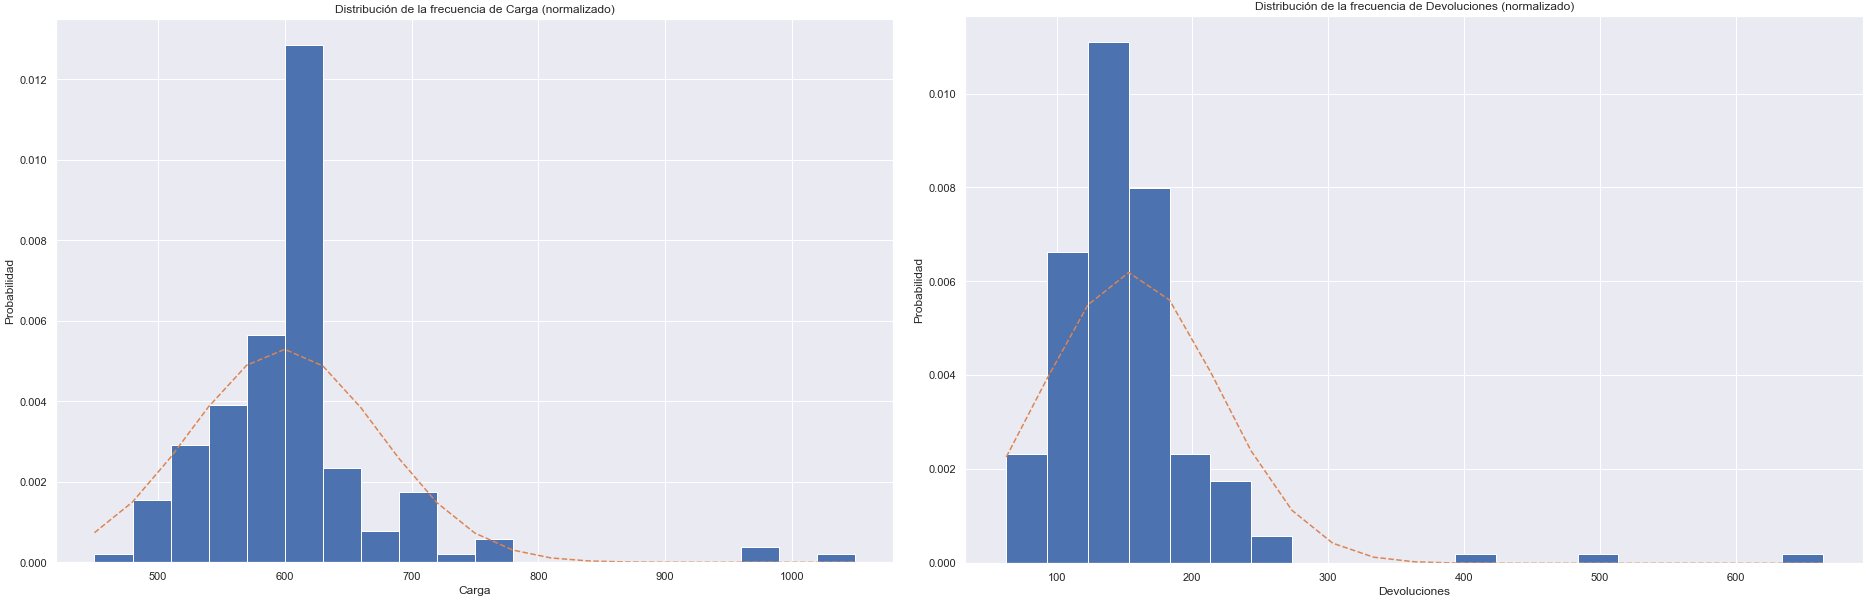 Distribución de la frecuencia de Carga (normalizado)
Probabilidad
0.012
0.010
0.008
0.006
0.004
0.002
0.000
500 600 700 800 900 1000
Carga
Distribución de la frecuencia de Devoluciones (normalizado)
Probabilidad
0.010
0.008
0.006
0.004
0.002
0.000
100 200 300 400 500 600
Devoluciones